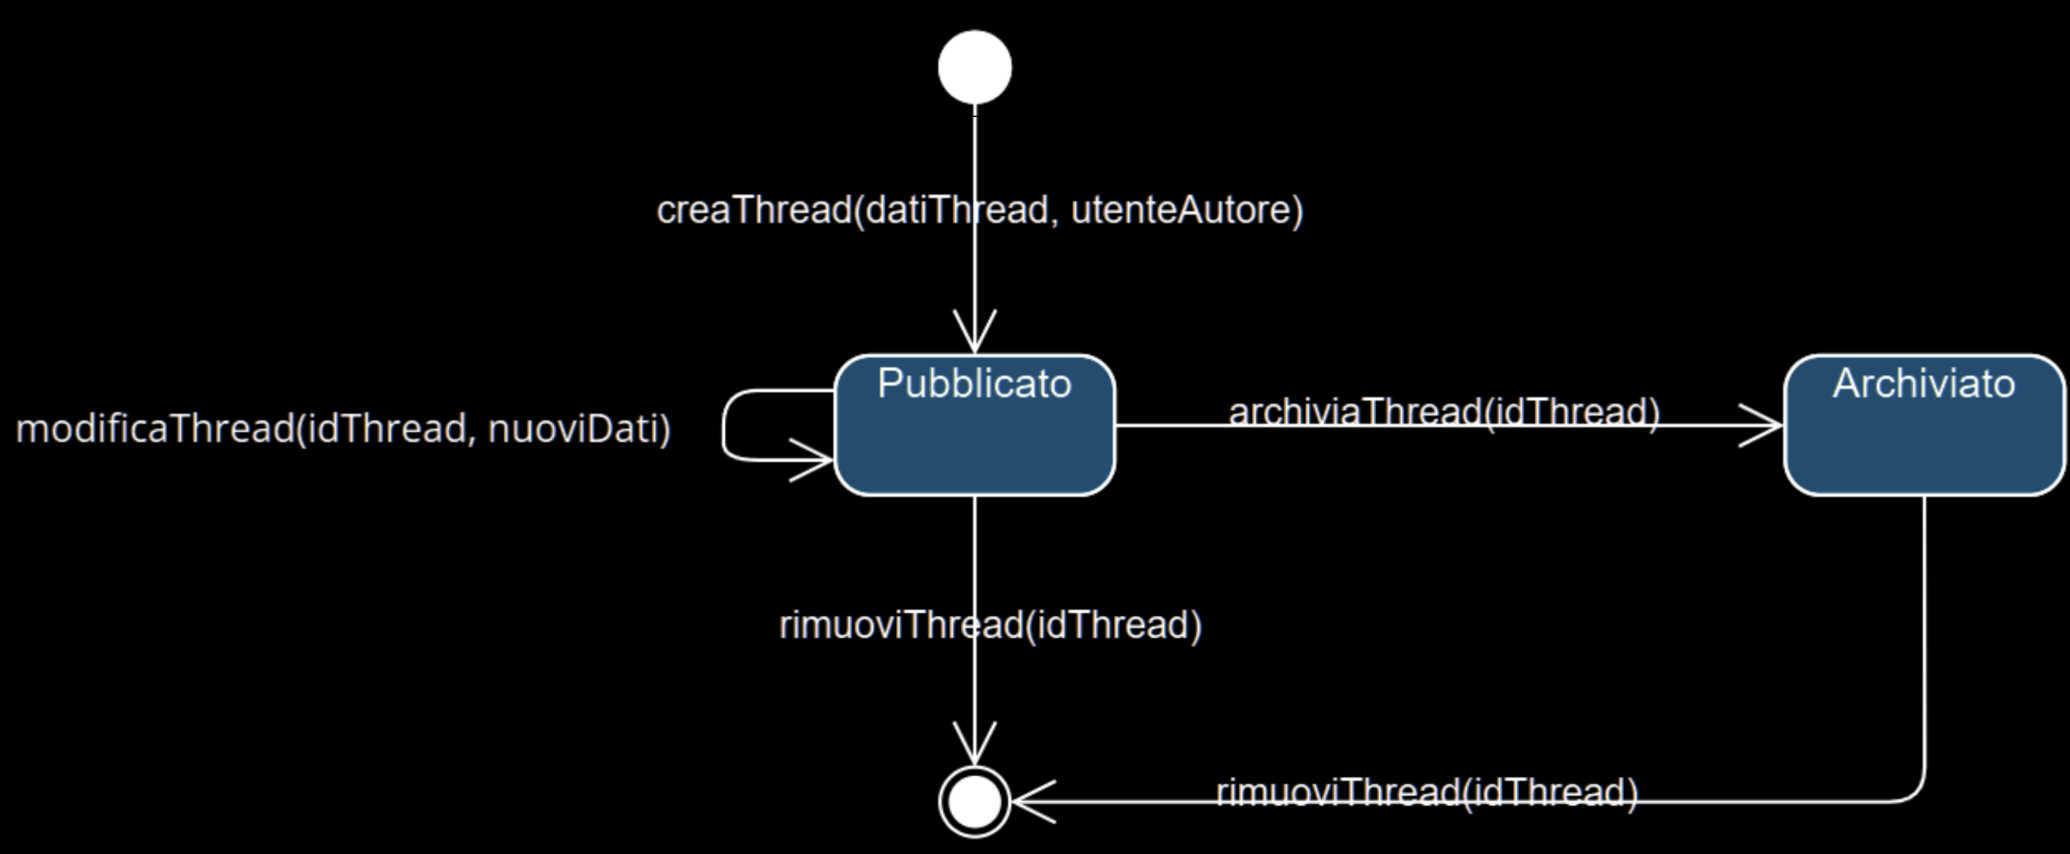 creaThread(datiThread, utenteAutore)
Pubblicato
Archiviato
modificaThread(idThread, nuoviDati)
archiviaThread(idThread)
rimuoviThread(idThread)
rimuoviThread(idThread)